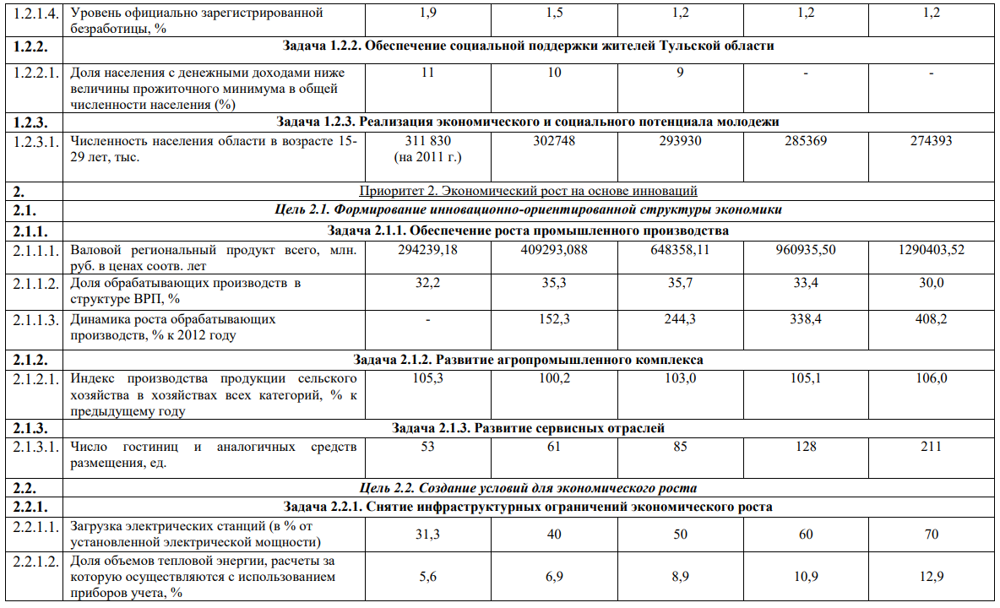 1.2.1.4. Уровень официально зарегистрированной 1,9 1,5 1,2 1,2 1,2
безработицы, %
1.2.2. Задача 1.2.2. Обеспечение социальной поддержки жителей Тульской области
1.2.2.1. Доля населения с денежными доходами ниже 11 10 9 - -
величины прожиточного минимума в общей
численности населения (%)
1.2.3. Задача 1.2.3. Реализация экономического и социального потенциала молодежи
1.2.3.1. Численность населения области в возрасте 15- 311 830 302748 293930 285369 274393
29 лет, тыс. (на 2011 г.)
2. Приоритет 2. Экономический рост на основе инноваций
2.1. Цель 2.1. Формирование инновационно-ориентированной структуры экономики
2.1.1. Задача 2.1.1. Обеспечение роста промышленного производства
2.1.1.1. Валовой региональный продукт всего, млн. 294239,18 409293,088 648358,11 960935,50 1290403,52
руб. в ценах соотв. лет
2.1.1.2. Доля обрабатывающих производств в 32,2 35,3 35,7 33,4 30,0
структуре ВРП, %
2.1.1.3. Динамика роста обрабатывающих - 152,3 244,3 338,4 408,2
производств, % к 2012 году
2.1.2. Задача 2.1.2. Развитие агропромышленного комплекса
2.1.2.1. Индекс производства продукции сельского 105,3 100,2 103,0 105,1 106,0
хозяйства в хозяйствах всех категорий, % к
предыдущему году
2.1.3. Задача 2.1.3. Развитие сервисных отраслей
2.1.3.1. Число гостиниц и аналогичных средств 53 61 85 128 211
размещения, ед.
2.2. Цель 2.2. Создание условий для экономического роста
2.2.1. Задача 2.2.1. Снятие инфраструктурных ограничений экономического роста
2.2.1.1. Загрузка электрических станций (в % от 31,3 40 50 60 70
установленной электрической мощности)
2.2.1.2. Доля объемов тепловой энергии, расчеты за
которую осуществляются с использованием 5,6 6,9 8,9 10,9 12,9
приборов учета, %